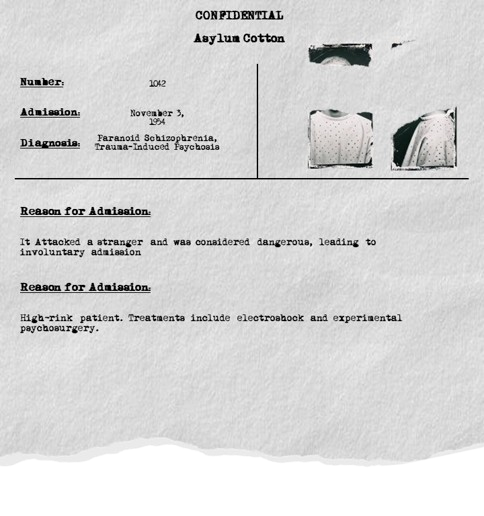 CONFIDENTIAL
Asylum Cotton
Number: 1042
Admission: November 3,
1954
Diagnosis: Paranoid Schizophrenia,
Trauma-Induced Psychosis
Reason for Admission:
It Attacked a stranger and was considered dangerous, leading to
involuntary admission
Reason for Admission:
High-rink patient. Treatments include electroshock and experimental
psychosurgery.